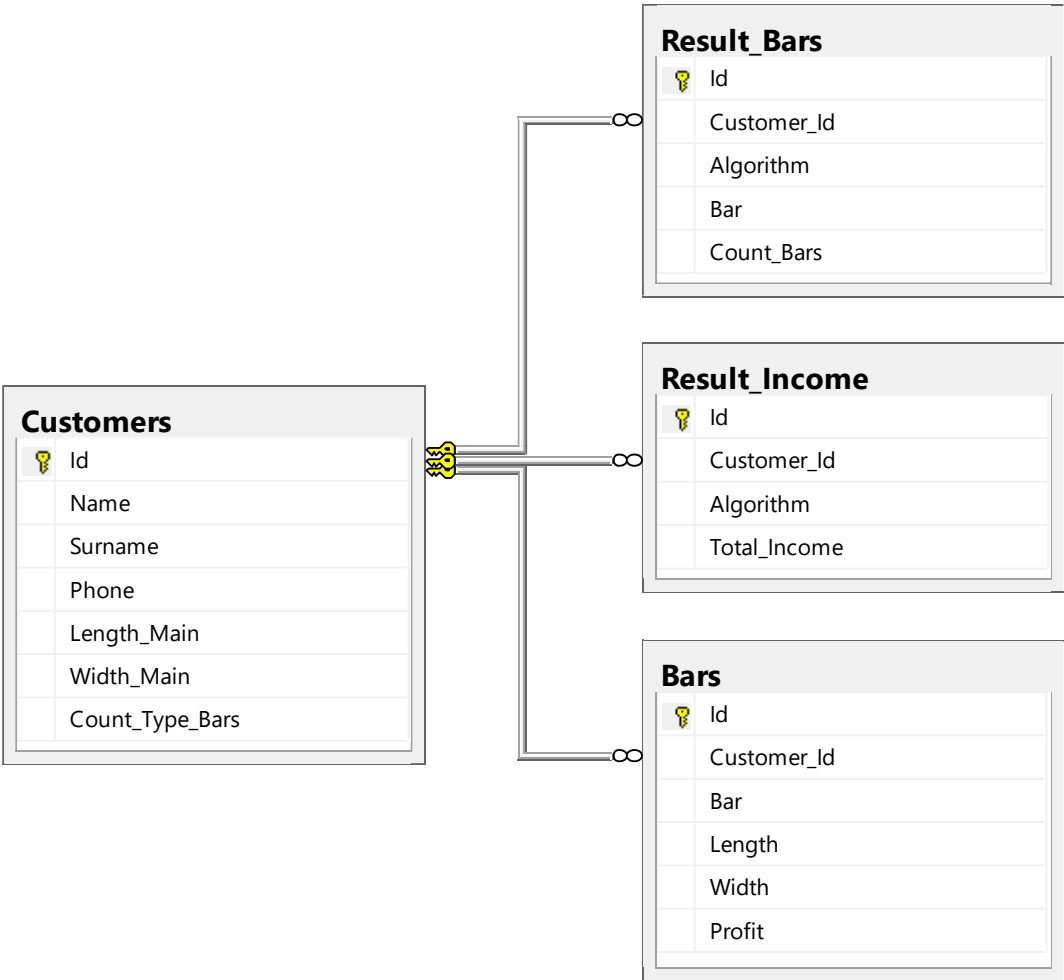 Result_Bars
Id
Customer_Id
Algorithm
Bar
Count_Bars
Result_Income
Id
Customer_Id
Algorithm
Total_Income
Customers
Id
Name
Surname
Phone
Length_Main
Width_Main
Count_Type_Bars
Bars
Id
Customer_Id
Bar
Length
Width
Profit